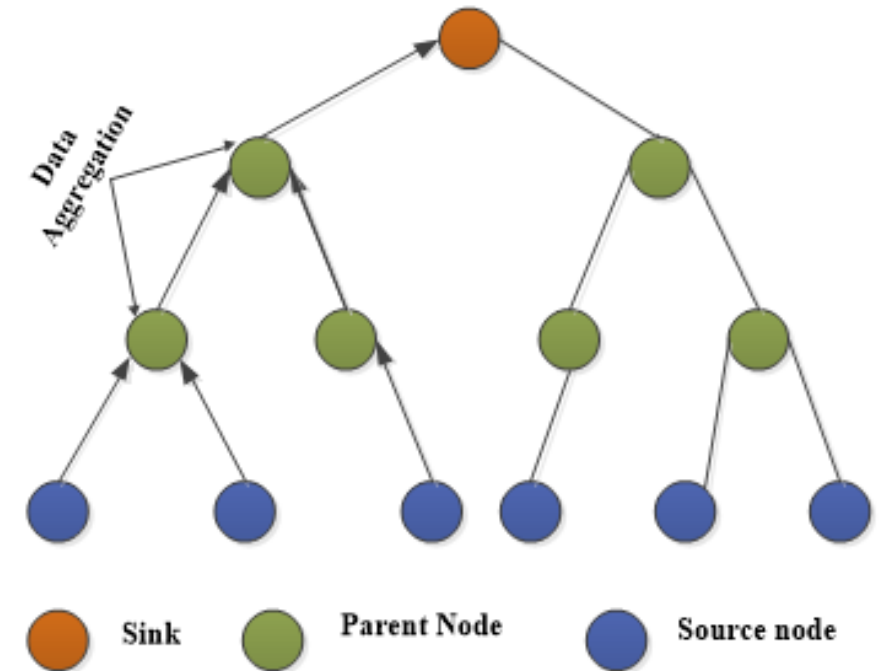 Data
Aggregation
Sink
Parent Node
Source node